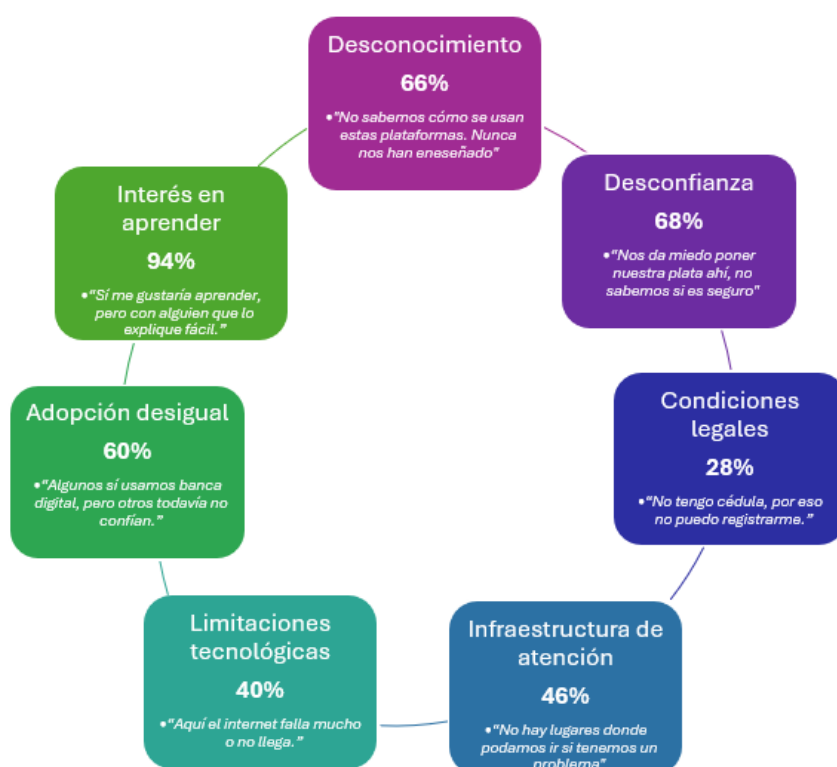 Desconocimiento
66%
•"No sabemos cómo se usan
estas plataformas. Nunca
nos han eneseñado"
Desconfianza
68%
•“Nos da miedo poner
nuestra plata ahí, no
sabemos si es seguro"
Condiciones
legales
28%
•“No tengo cédula, por eso
no puedo registrarme.”
Infraestructura de
atención
46%
•“No hay lugares donde
podamos ir si tenemos un
problema"
Limitaciones
tecnológicas
40%
•“Aquí el internet falla mucho
o no llega.”
Adopción desigual
60%
•“Algunos sí usamos banca
digital, pero otros todavía no
confían.”
Interés en
aprender
94%
•“Sí me gustaría aprender,
pero con alguien que lo
explique fácil.”